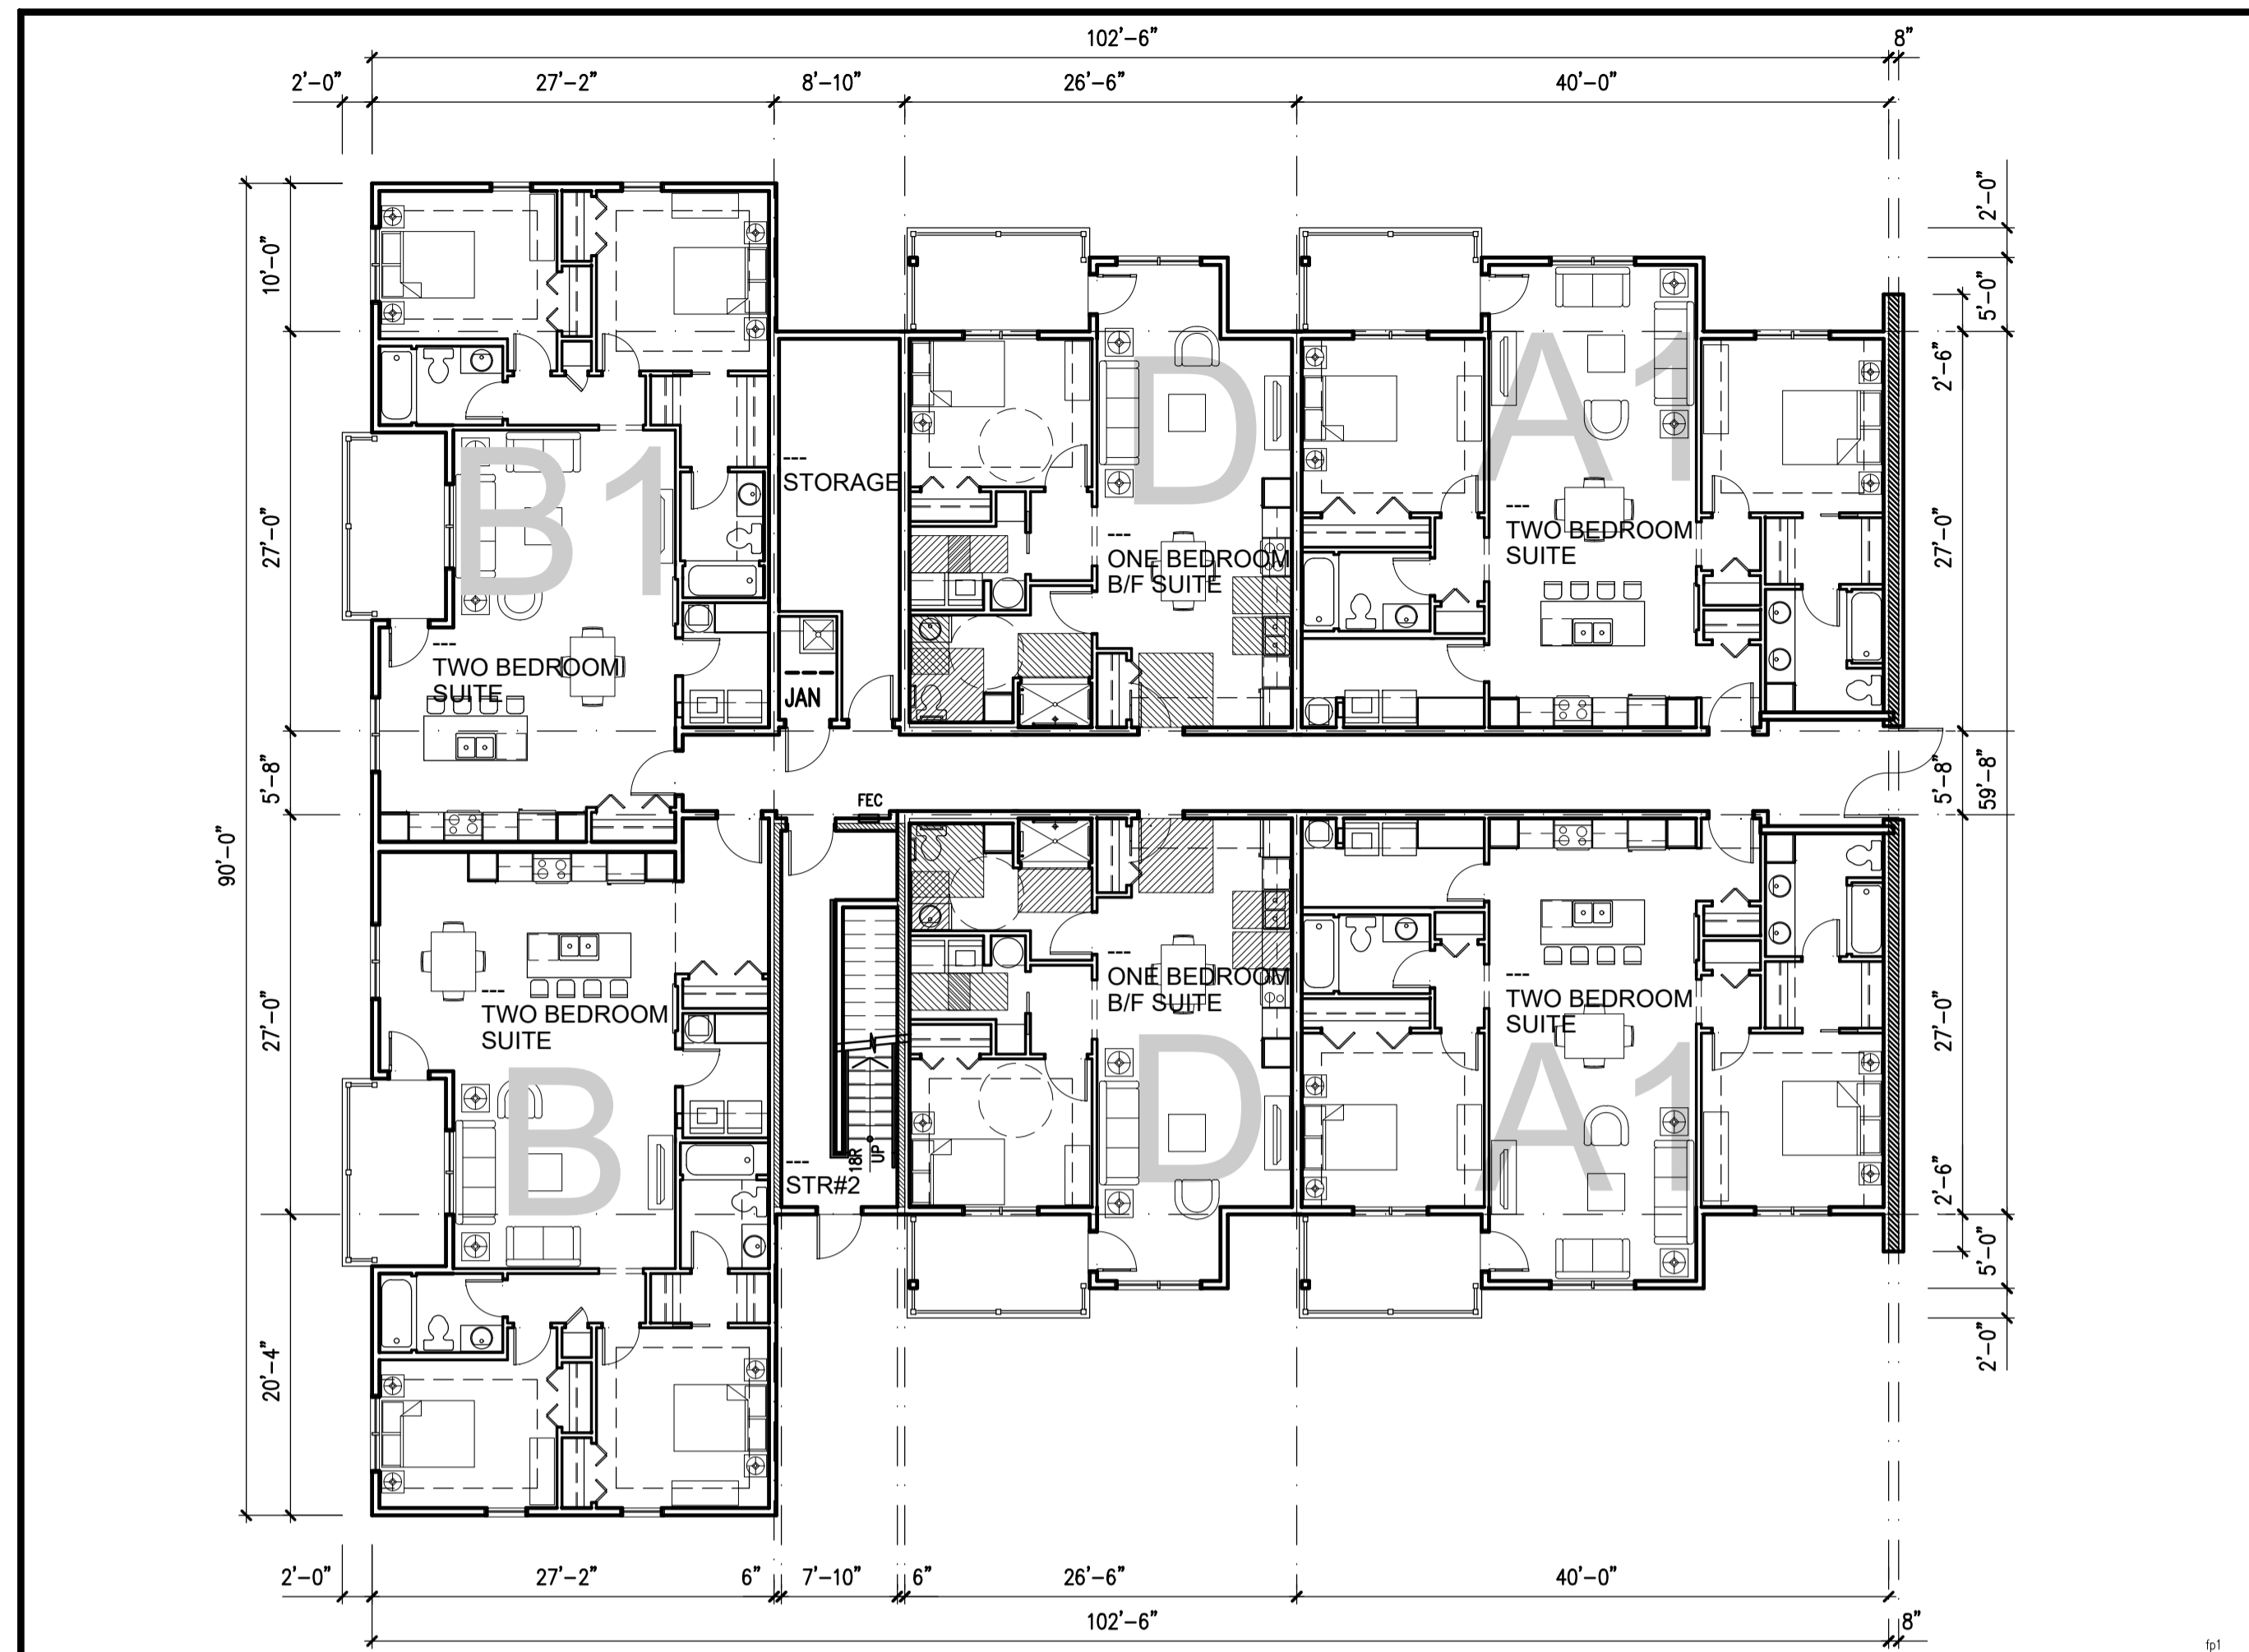 102'-6"
8"
2'-0"
27'-2"
8'-10"
26'-6"
40'-0"
2'-0"
10'-0"
5'-0"
2'-6"
B1
---
STORAGE
D
A1
27'-0"
---
ONE BEDROOM
B/F SUITE
---
TWO BEDROOM
SUITE
27'-0"
---
TWO BEDROOM
SUITE
---
JAN
5'-8"
90'-0"
FEC
5'-8"
59'-8"
---
TWO BEDROOM
SUITE
---
ONE BEDROOM
B/F SUITE
---
TWO BEDROOM
SUITE
27'-0"
27'-0"
B
D
A1
---
STR#2
18R
UP
2'-6"
5'-0"
2'-0"
20'-4"
2'-0"
27'-2"
6"
7'-10"
6"
26'-6"
40'-0"
102'-6"
8"
fp1